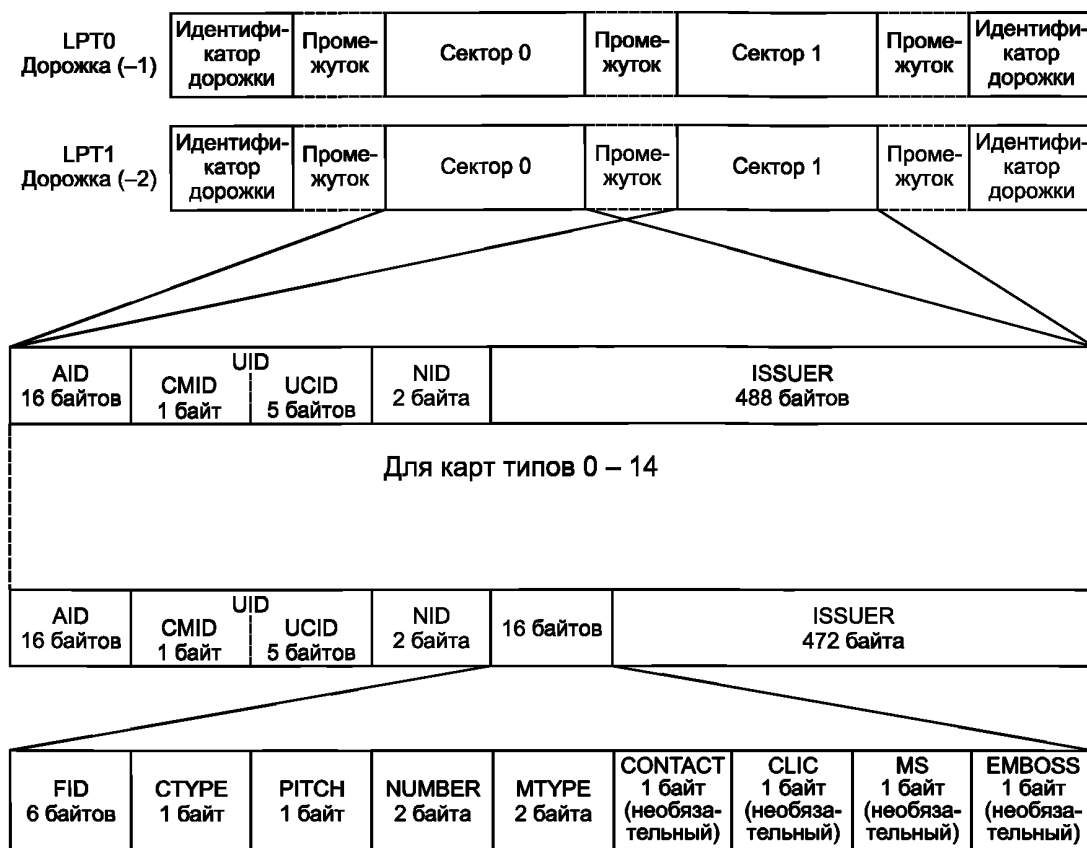 LPT0
Дорожка (–1)
Идентифи-
катор
дорожки
Проме-
жуток
Сектор 0
Проме-
жуток
Сектор 1
Проме-
жуток
Идентифи-
катор
дорожки
LPT1
Дорожка (–2)
Идентифи-
катор
дорожки
Проме-
жуток
Сектор 0
Проме-
жуток
Сектор 1
Проме-
жуток
Идентифи-
катор
дорожки
AID
16 байтов
UID
CMID
1 байт
UCID
5 байтов
NID
2 байта
ISSUER
488 байтов
Для карт типов 0 – 14
AID
16 байтов
UID
CMID
1 байт
UCID
5 байтов
NID
2 байта
16 байтов
ISSUER
472 байта
FID
6 байтов
CTYPE
1 байт
PITCH
1 байт
NUMBER
2 байта
MTYPE
2 байта
CONTACT
1 байт
(необяза-
тельный)
CLIC
1 байт
(необяза-
тельный)
MS
1 байт
(необяза-
тельный)
EMBOSS
1 байт
(необяза-
тельный)